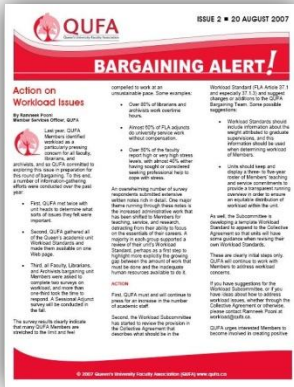 QUFA
Queen's University Faculty Association
ISSUE 2 ■ 20 AUGUST 2007
BARGAINING ALERT!
Action on
Workload Issues
By Ramneek Poorri
Member Services Officer, QUFA
Last year, QUFA
Members identified
workload as a
particularly pressing
concern for all faculty,
librarians, and
archivists, and so QUFA committed to
exploring this issue in preparation for
this round of bargaining. To this end,
a number of information-gathering
efforts were conducted over the past
year:
• First, QUFA met twice with
unit heads to determine what
sorts of issues they felt were
important.
• Second, QUFA gathered all
of the Queen's academic unit
Workload Standards and
made them available on one
Web page.
• Third, all Faculty, Librarians,
and Archivists bargaining unit
Members were asked to
complete two surveys on
workload, and more than
one-third took the time to
respond. A Sessional Adjunct
survey will be conducted in
the fall.
The survey results clearly indicate
that many QUFA Members are
stretched to the limit and feel
compelled to work at an
unsustainable pace. Some examples:
• Over 80% of librarians and
archivists work overtime
hours.
• Almost 50% of FLA adjuncts
do university service work
without compensation.
• Over 90% of the faculty
report high or very high stress
levels, with almost 40% either
having sought or considered
seeking professional help to
cope with stress.
An overwhelming number of survey
respondents submitted extensive
written notes in detail. One major
theme running through these notes is
the increased administrative work that
has been shifted to Members for
teaching, service, and research,
detracting from their ability to focus
on the essentials of their careers. A
majority in each group supported a
review of their unit's Workload
Standard, perhaps as a first step to
highlight more explicitly the growing
gap between the amount of work that
must be done and the inadequate
human resources available to do it.
ACTION
First, QUFA must and will continue to
press for an increase in the number
of academic staff.
Second, the Workload Subcommittee
has started to review the provision in
the Collective Agreement that
describes what should be in the
Workload Standard (FLA Article 37.1
and especially 37.1.3) and suggest
changes or additions to the QUFA
Bargaining Team. Some possible
suggestions:
• Workload Standards should
include information about the
weight attributed to graduate
supervision, and this
information should be used
when determining workload
of Members.
• Units should keep and
display a three- to five-year
roster of Members' teaching
and service commitments to
provide a transparent running
overview in order to ensure
an equitable distribution of
workload within the unit.
As well, the Subcommittee is
developing a template Workload
Standard to append to the Collective
Agreement so that units will have
some guidance when revising their
own Workload Standards.
These are clearly initial steps only.
QUFA will continue to work with
Members to address workload
concerns.
If you have suggestions for the
Workload Subcommittee, or if you
have ideas about how to address
workload issues, whether through the
Collective Agreement or otherwise,
please contact Ramneek Poorri at
QUFA urges interested Members to
become involved in creating positive
© 2007 Queen's University Faculty Association (QUFA) www.qufa.ca